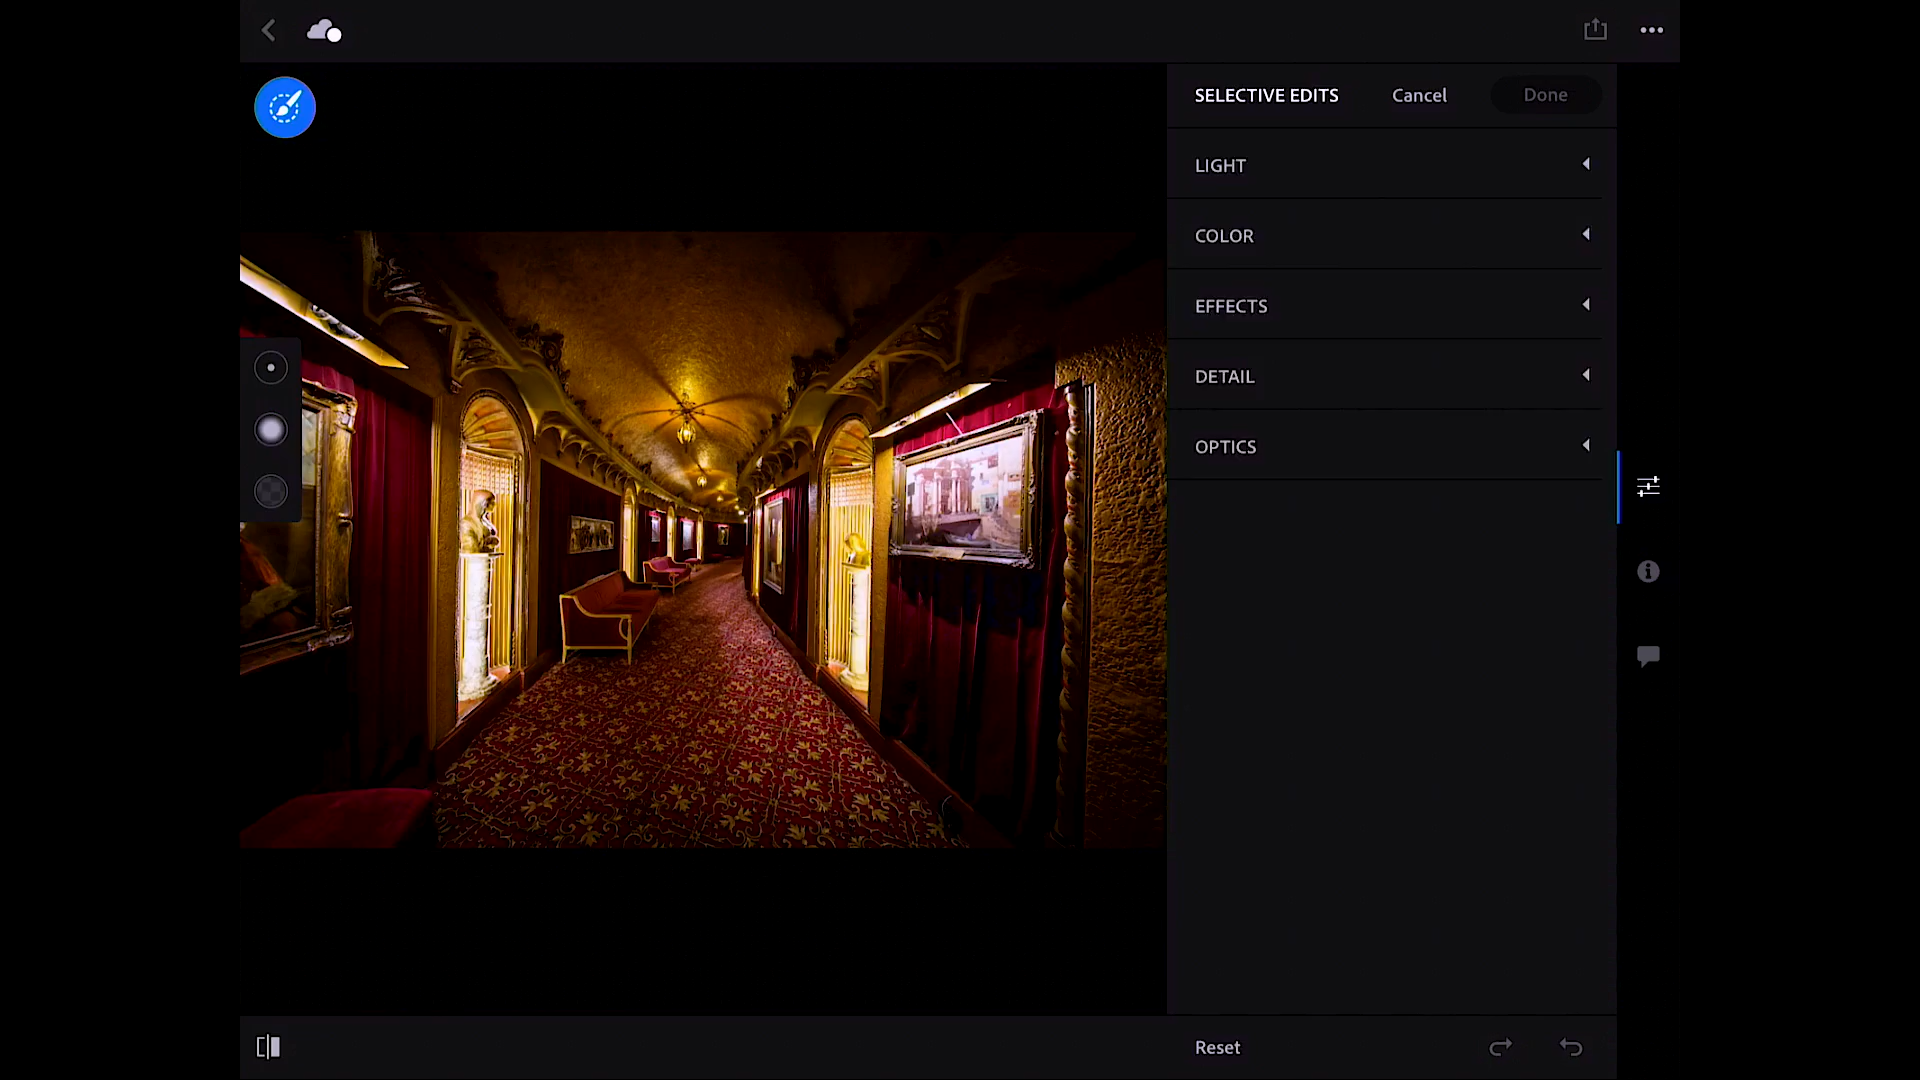 SELECTIVE EDITS Cancel Done
LIGHT
COLOR
EFFECTS
DETAIL
OPTICS
Reset